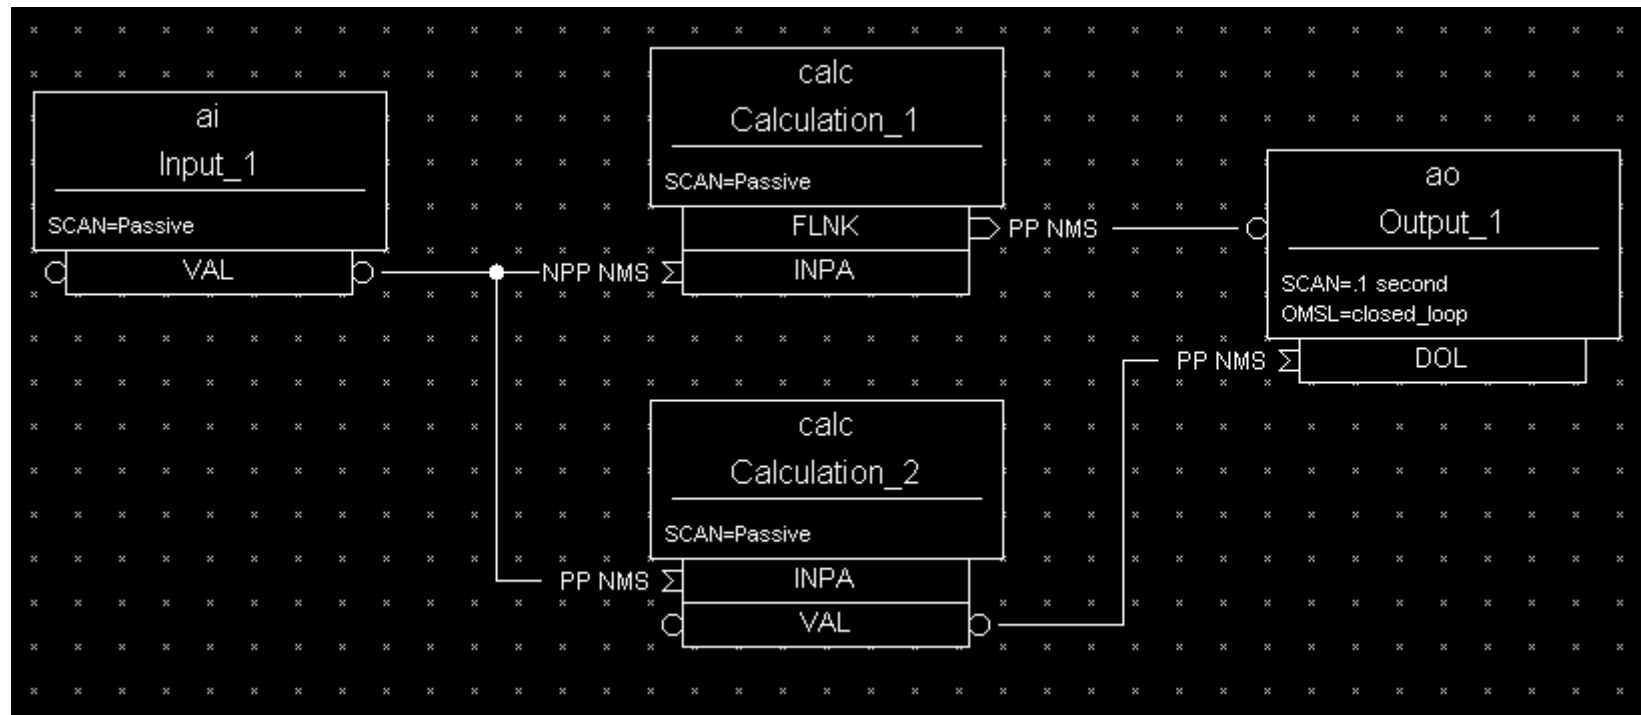 ai
Input_1
SCAN=Passive
VAL
calc
Calculation_1
SCAN=Passive
FLNK
PP NMS
NPP NMS
INPA
calc
Calculation_2
SCAN=Passive
PP NMS
INPA
VAL
ao
Output_1
SCAN=.1 second
OMSL=closed_loop
PP NMS
DOL